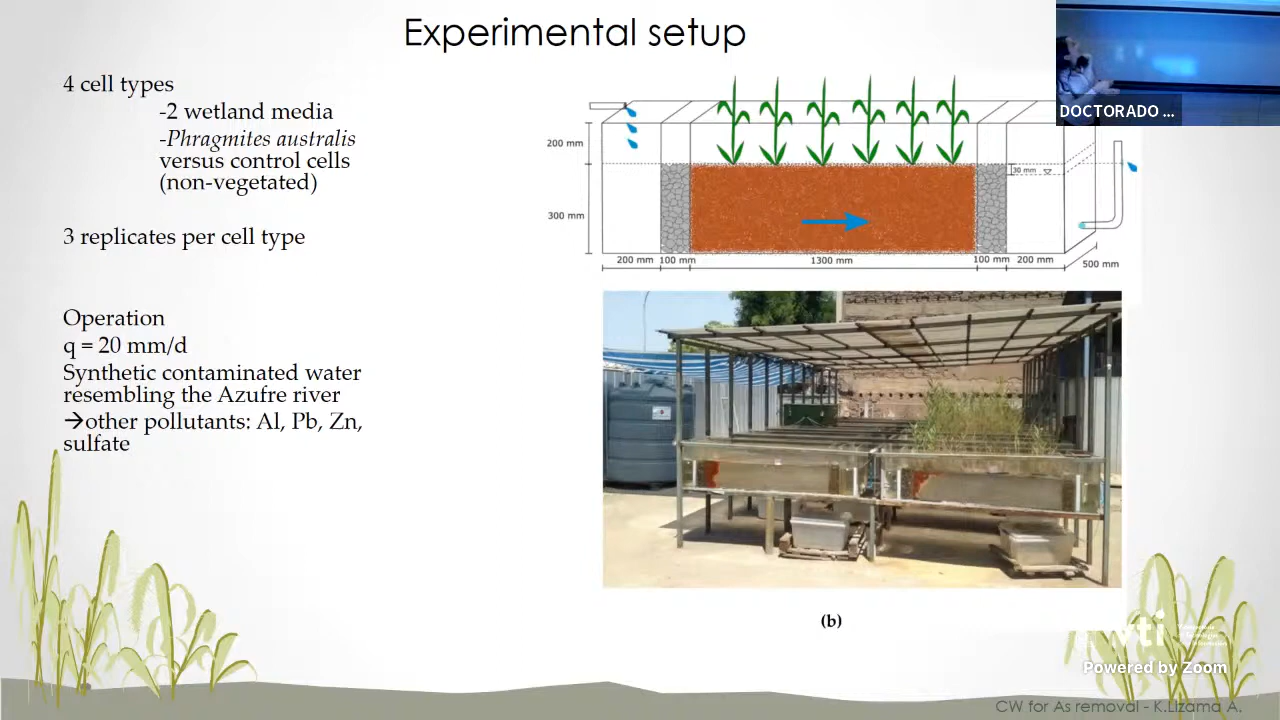 Experimental setup
4 cell types
-2 wetland media
-Phragmites australis
versus control cells
(non-vegetated)
3 replicates per cell type
Operation
q = 20 mm/d
Synthetic contaminated water
resembling the Azufre river
→other pollutants: Al, Pb, Zn,
sulfate
200 mm
300 mm
30 mm
200 mm 100 mm 1300 mm 100 mm 200 mm
500 mm
(b)
DOCTORADO ...
vti
Powered by Zoom
CW for As removal - K.Lizama A.